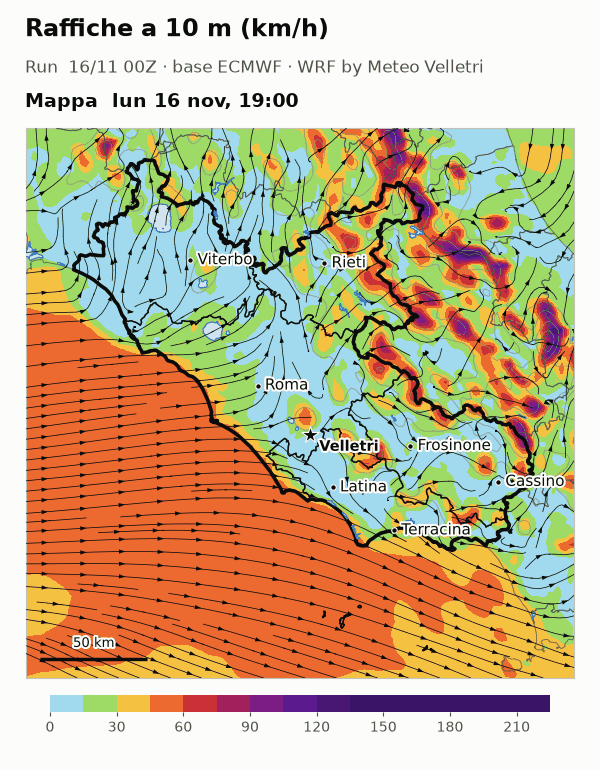 Raffiche a 10 m (km/h)
Run  16/11 00Z · base ECMWF · WRF by Meteo Velletri
Mappa  lun 16 nov, 19:00
Viterbo
Rieti
Roma
Velletri
Frosinone
Cassino
Latina
Terracina
50 km
0 30 60 90 120 150 180 210